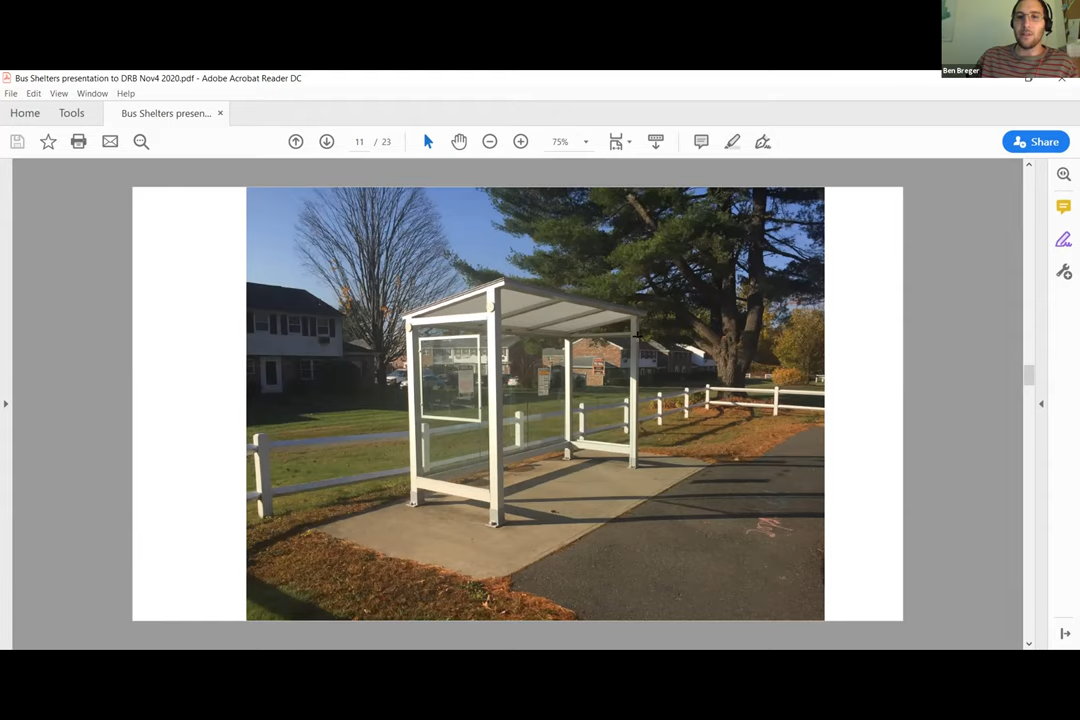 Ben Breger
Bus Shelters presentation to DRB Nov4 2020.pdf - Adobe Acrobat Reader DC
File Edit View Window Help
Home Tools Bus Shelters presen... ×
11 / 23 75% Share